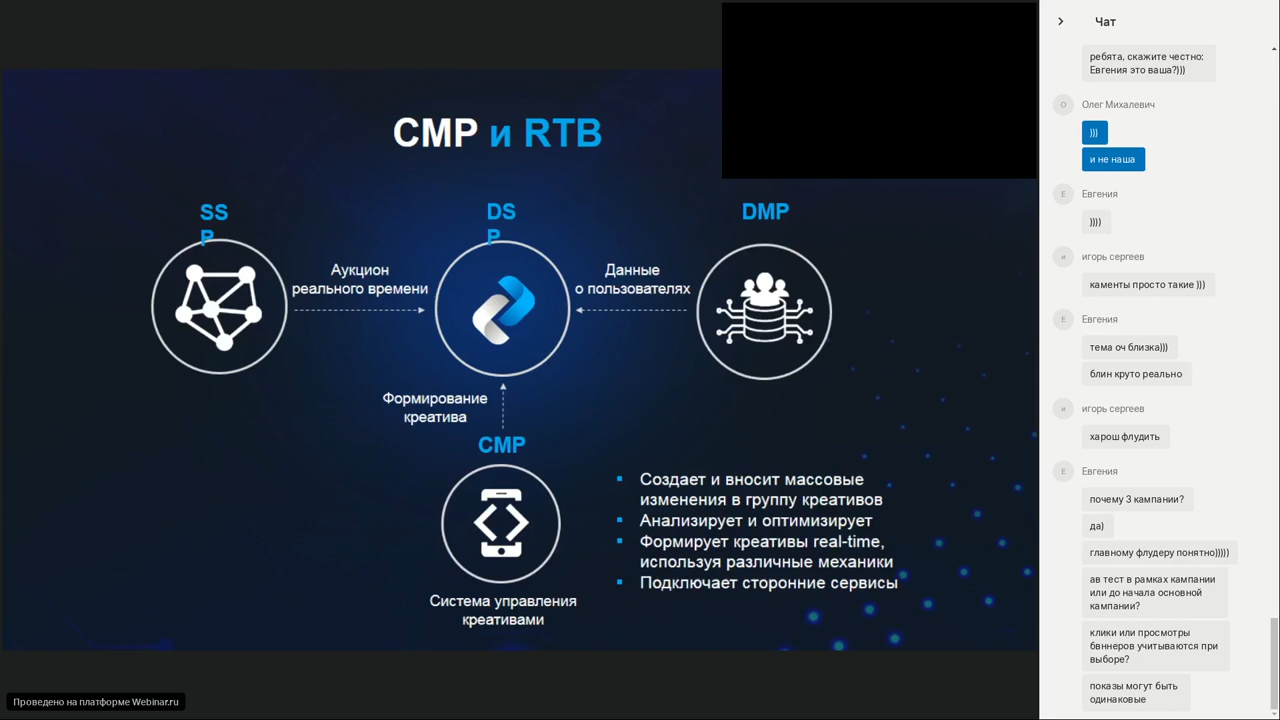 CMP и RTB
SS
P
DS
P
DMP
Аукцион
реального времени
Данные
о пользователях
Формирование
креатива
CMP
Система управления
креативами
Создает и вносит массовые
изменения в группу креативов
Анализирует и оптимизирует
Формирует креативы real-time,
используя различные механики
Подключает сторонние сервисы
Проведено на платформе Webinar.ru
Чат
ребята, скажите честно:
Евгения это ваша?)))
О
Олег Михалевич
)))
и не наша
Е
Евгения
))))
и
игорь сергеев
каменты просто такие )))
Е
Евгения
тема оч близка)))
блин круто реально
и
игорь сергеев
харош флудить
Е
Евгения
почему 3 кампании?
да)
главному флудеру понятно)))))
ав тест в рамках кампании
или до начала основной
кампании?
клики или просмотры
бвннеров учитываются при
выборе?
показы могут быть
одинаковые